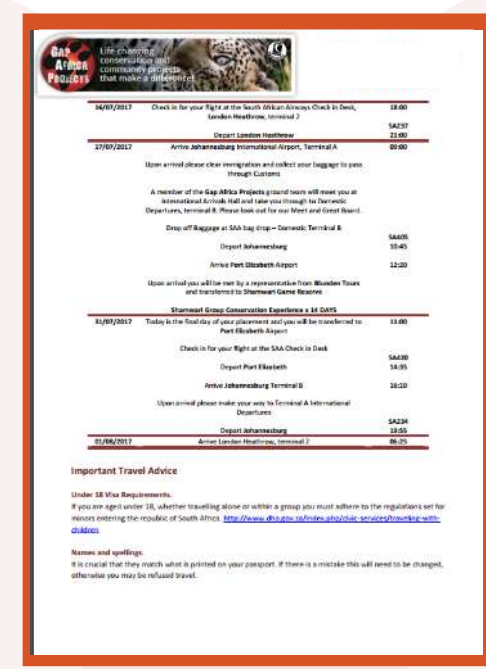 GAP AFRICA PROJECTS
Life-changing
conservation and
community projects
that make a difference!
16/07/2017 Check in for your flight at the South African Airways Check in Desk, 18:00
London Heathrow, terminal 2
SA237
Depart London Heathrow 21:00
17/07/2017 Arrive Johannesburg International Airport, Terminal A 09:00
Upon arrival please clear immigration and collect your baggage to pass
through Customs
A member of the Gap Africa Projects ground team will meet you at
International Arrivals Hall and take you through to Domestic
Departures, terminal B. Please look out for our Meet and Greet Board.
Drop off Baggage at SAA bag drop – Domestic Terminal B
SA405
Depart Johannesburg 10:45
Arrive Port Elizabeth Airport 12:20
Upon arrival you will be met by a representative from Blunden Tours
and transferred to Shamwari Game Reserve
Shamwari Group Conservation Experience x 14 DAYS
31/07/2017 Today is the final day of your placement and you will be transferred to 11:00
Port Elizabeth Airport
Check in for your flight at the SAA Check in Desk
Depart Port Elizabeth 14:35
Arrive Johannesburg Terminal B 16:10
Upon arrival please make your way to Terminal A International
Departures
SA234
Depart Johannesburg 19:55
01/08/2017 Arrive London Heathrow, terminal 2 06:25
Important Travel Advice
Under 18 Visa Requirements.
If you are aged under 18, whether travelling alone or within a group you must adhere to the regulations set for
minors entering the republic of South Africa. http://www.dha.gov.za/index.php/civic-services/traveling-with-
children
Names and spellings.
It is crucial that they match what is printed on your passport. If there is a mistake this will need to be changed,
otherwise you may be refused travel.